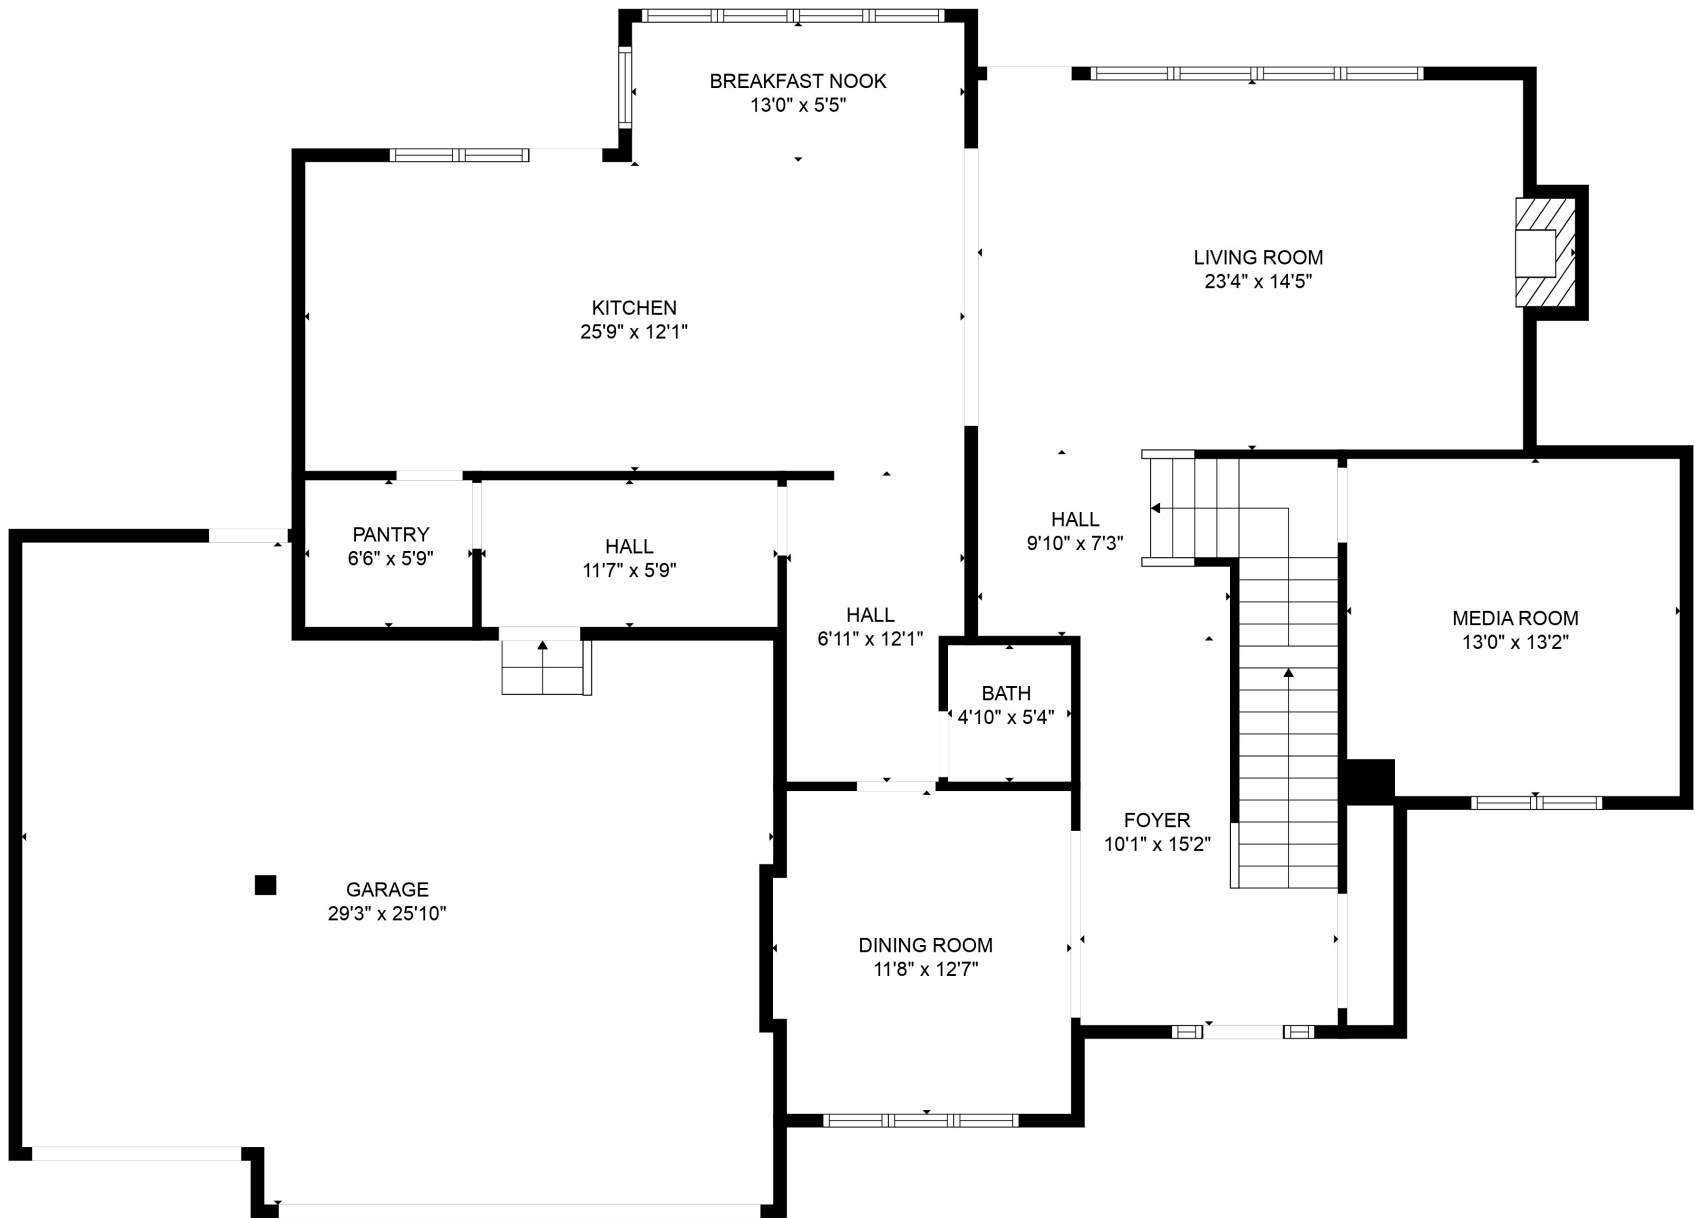 BREAKFAST NOOK
13'0" x 5'5"
LIVING ROOM
23'4" x 14'5"
KITCHEN
25'9" x 12'1"
PANTRY
6'6" x 5'9"
HALL
11'7" x 5'9"
HALL
9'10" x 7'3"
HALL
6'11" x 12'1"
MEDIA ROOM
13'0" x 13'2"
BATH
4'10" x 5'4"
FOYER
10'1" x 15'2"
GARAGE
29'3" x 25'10"
DINING ROOM
11'8" x 12'7"